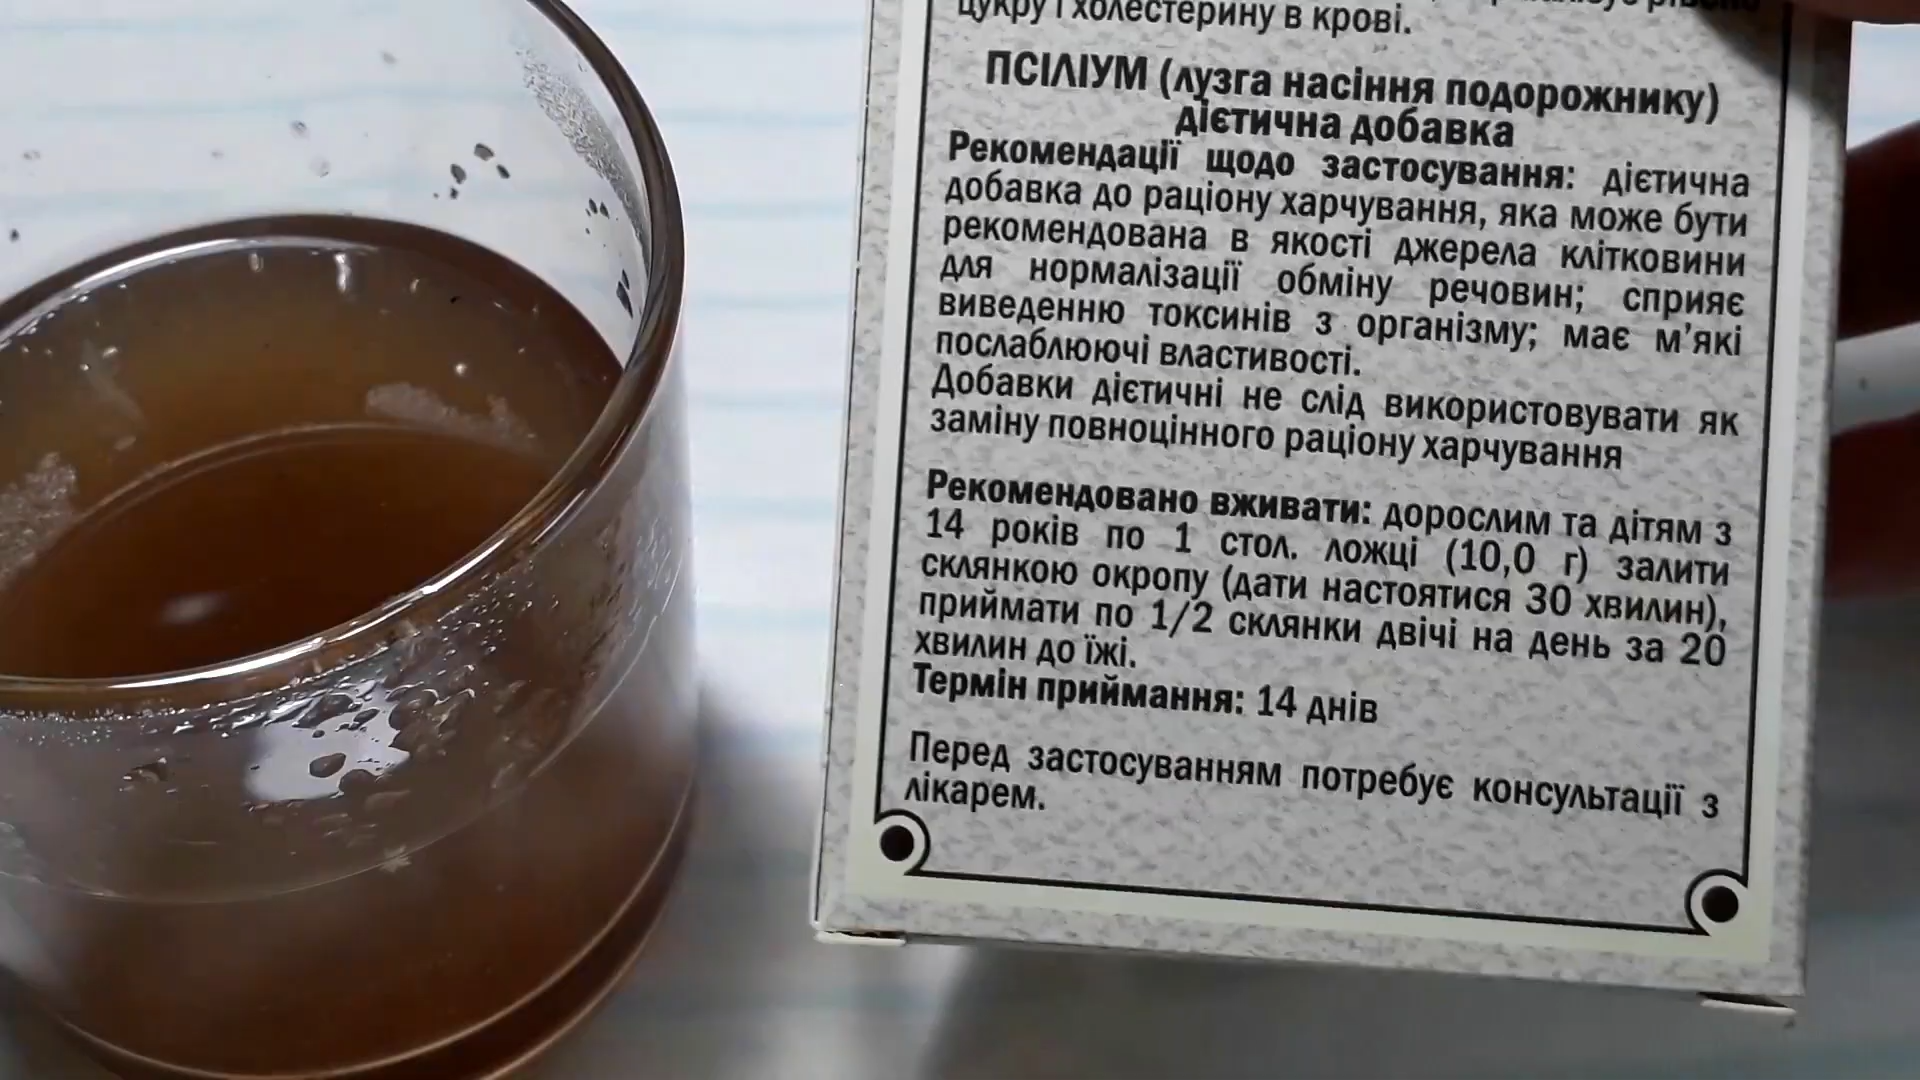 цукру і холестерину в крові.
ПСІЛІУМ (лузга насіння подорожнику)
дієтична добавка
Рекомендації щодо застосування: дієтична
добавка до раціону харчування, яка може бути
рекомендована в якості джерела клітковини
для нормалізації обміну речовин; сприяє
виведенню токсинів з організму; має м'які
послаблюючі властивості.
Добавки дієтичні не слід використовувати як
заміну повноцінного раціону харчування
Рекомендовано вживати: дорослим та дітям з
14 років по 1 стол. ложці (10,0 г) залити
склянкою окропу (дати настоятися 30 хвилин),
приймати по 1/2 склянки двічі на день за 20
хвилин до їжі.
Термін приймання: 14 днів
Перед застосуванням потребує консультації з
лікарем.